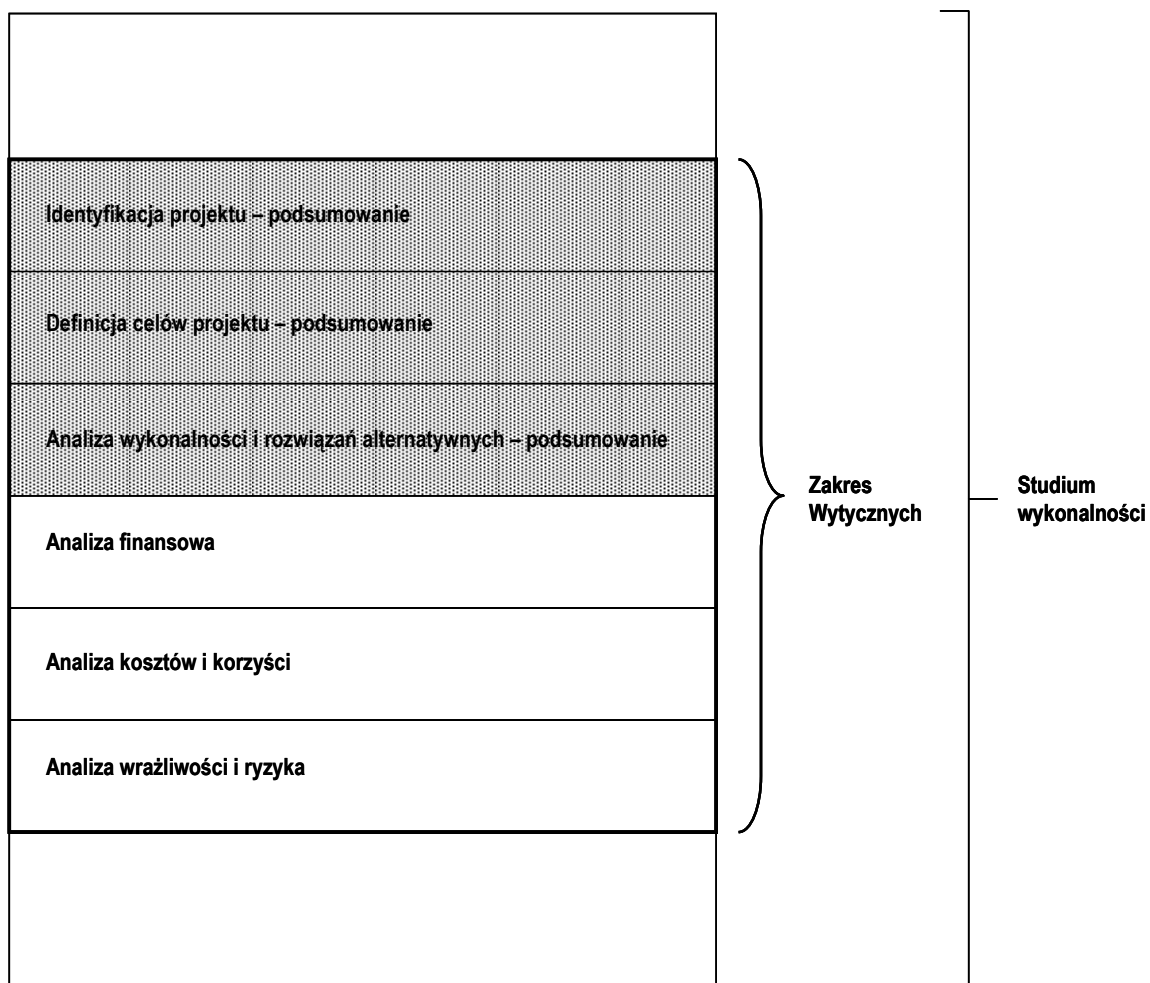 Identyfikacja projektu – podsumowanie
Definicja celów projektu – podsumowanie
Analiza wykonalności i rozwiązań alternatywnych – podsumowanie
Analiza finansowa
Analiza kosztów i korzyści
Analiza wrażliwości i ryzyka
Zakres
Wytycznych
Studium
wykonalności